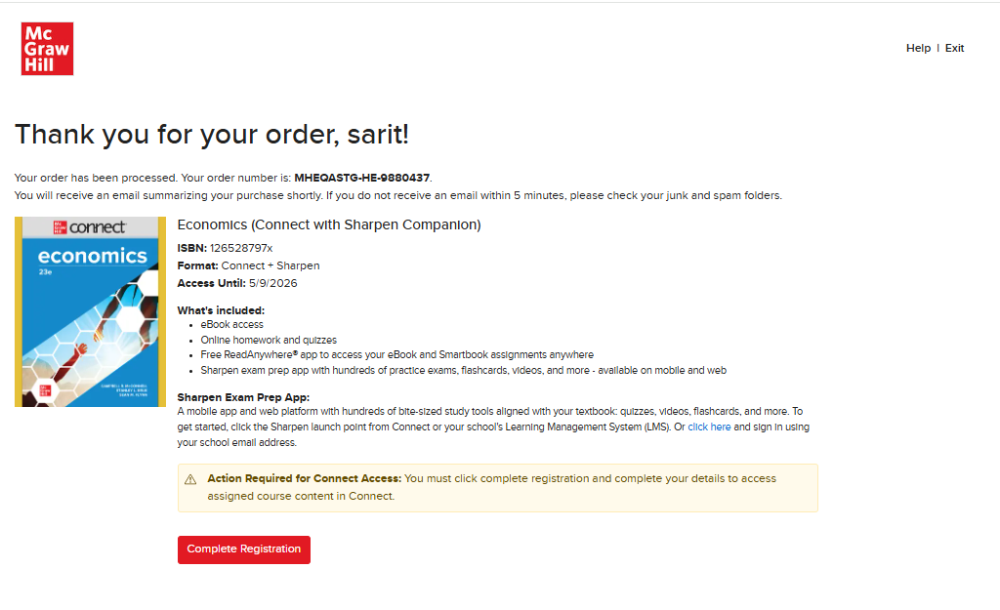 Mc
Graw
Hill
Help | Exit
Thank you for your order, sarit!
Your order has been processed. Your order number is: MHEQASTG-HE-9880437.
You will receive an email summarizing your purchase shortly. If you do not receive an email within 5 minutes, please check your junk and spam folders.
connect
economics
23e
Economics (Connect with Sharpen Companion)
ISBN: 126528797x
Format: Connect + Sharpen
Access Until: 5/9/2026
What's included:
• eBook access
• Online homework and quizzes
• Free ReadAnywhere® app to access your eBook and Smartbook assignments anywhere
• Sharpen exam prep app with hundreds of practice exams, flashcards, videos, and more - available on mobile and web
Sharpen Exam Prep App:
A mobile app and web platform with hundreds of bite-sized study tools aligned with your textbook: quizzes, videos, flashcards, and more. To
get started, click the Sharpen launch point from Connect or your school's Learning Management System (LMS). Or click here and sign in using
your school email address.
Action Required for Connect Access: You must click complete registration and complete your details to access
assigned course content in Connect.
Complete Registration